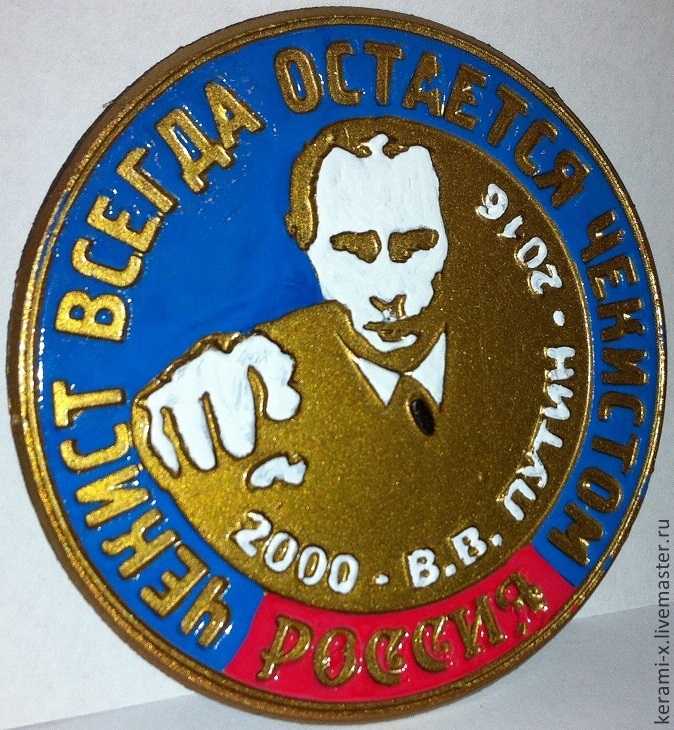 ЧЕКИСТ ВСЕГДА ОСТАЕТСЯ ЧЕКИСТОМ
2000 · В.В. ПУТИН · 2016
РОССИЯ
kerami-x.livemaster.ru